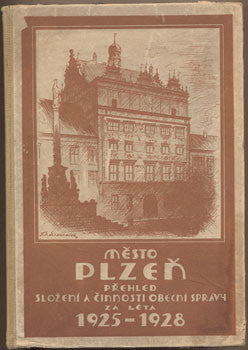 MĚSTO
PLZEŇ
PŘEHLED
SLOŽENÍ A ČINNOSTI OBECNÍ SPRÁVY
ZA LÉTA
1925-1928